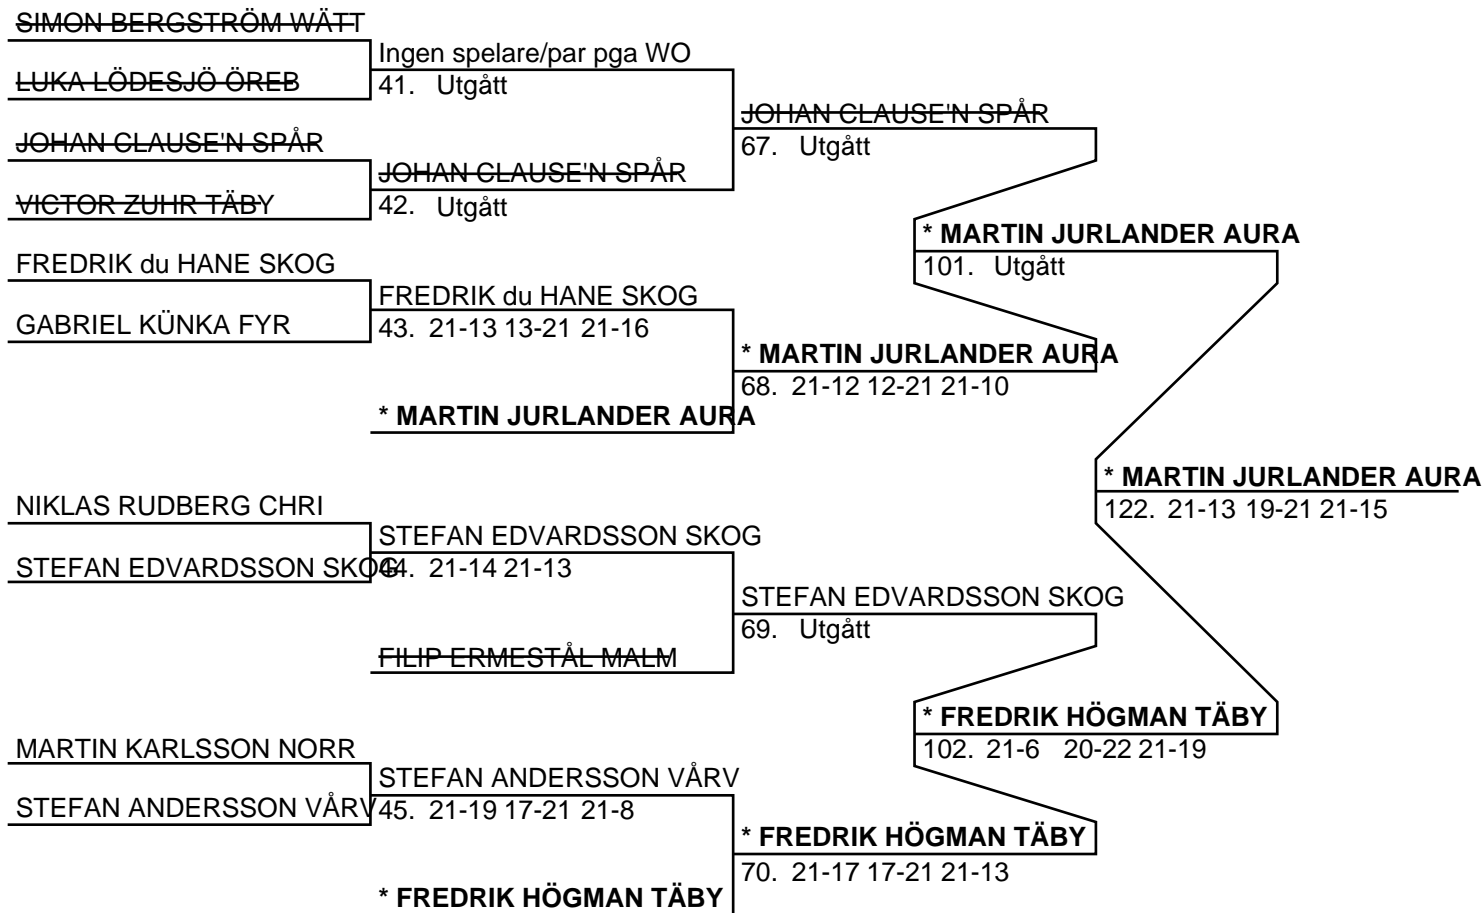 SIMON BERGSTRÖM WÄTT
Ingen spelare/par pga WO
LUKA LÖDESJÖ ÖREB
41. Utgått
JOHAN CLAUSE'N SPÅR
67. Utgått
JOHAN CLAUSE'N SPÅR
JOHAN CLAUSE'N SPÅR
VICTOR ZUHR TÄBY
42. Utgått
* MARTIN JURLANDER AURA
101. Utgått
FREDRIK du HANE SKOG
FREDRIK du HANE SKOG
GABRIEL KÜNKA FYR
43. 21-13 13-21 21-16
* MARTIN JURLANDER AURA
68. 21-12 12-21 21-10
* MARTIN JURLANDER AURA
* MARTIN JURLANDER AURA
122. 21-13 19-21 21-15
NIKLAS RUDBERG CHRI
STEFAN EDVARDSSON SKOG
STEFAN EDVARDSSON SKOG
44. 21-14 21-13
STEFAN EDVARDSSON SKOG
69. Utgått
FILIP ERMESTÅL MALM
* FREDRIK HÖGMAN TÄBY
102. 21-6 20-22 21-19
MARTIN KARLSSON NORR
STEFAN ANDERSSON VÅRV
STEFAN ANDERSSON VÅRV
45. 21-19 17-21 21-8
* FREDRIK HÖGMAN TÄBY
70. 21-17 17-21 21-13
* FREDRIK HÖGMAN TÄBY